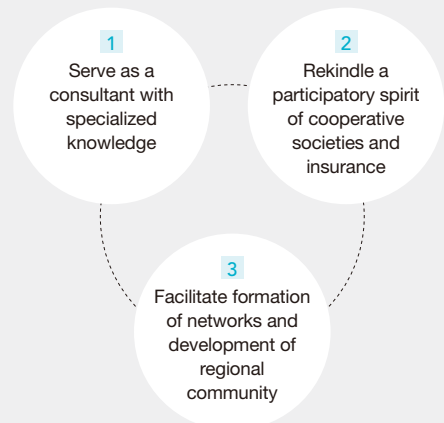 1
Serve as a
consultant with
specialized
knowledge
2
Rekindle a
participatory spirit
of cooperative
societies and
insurance
3
Facilitate formation
of networks and
development of
regional
community